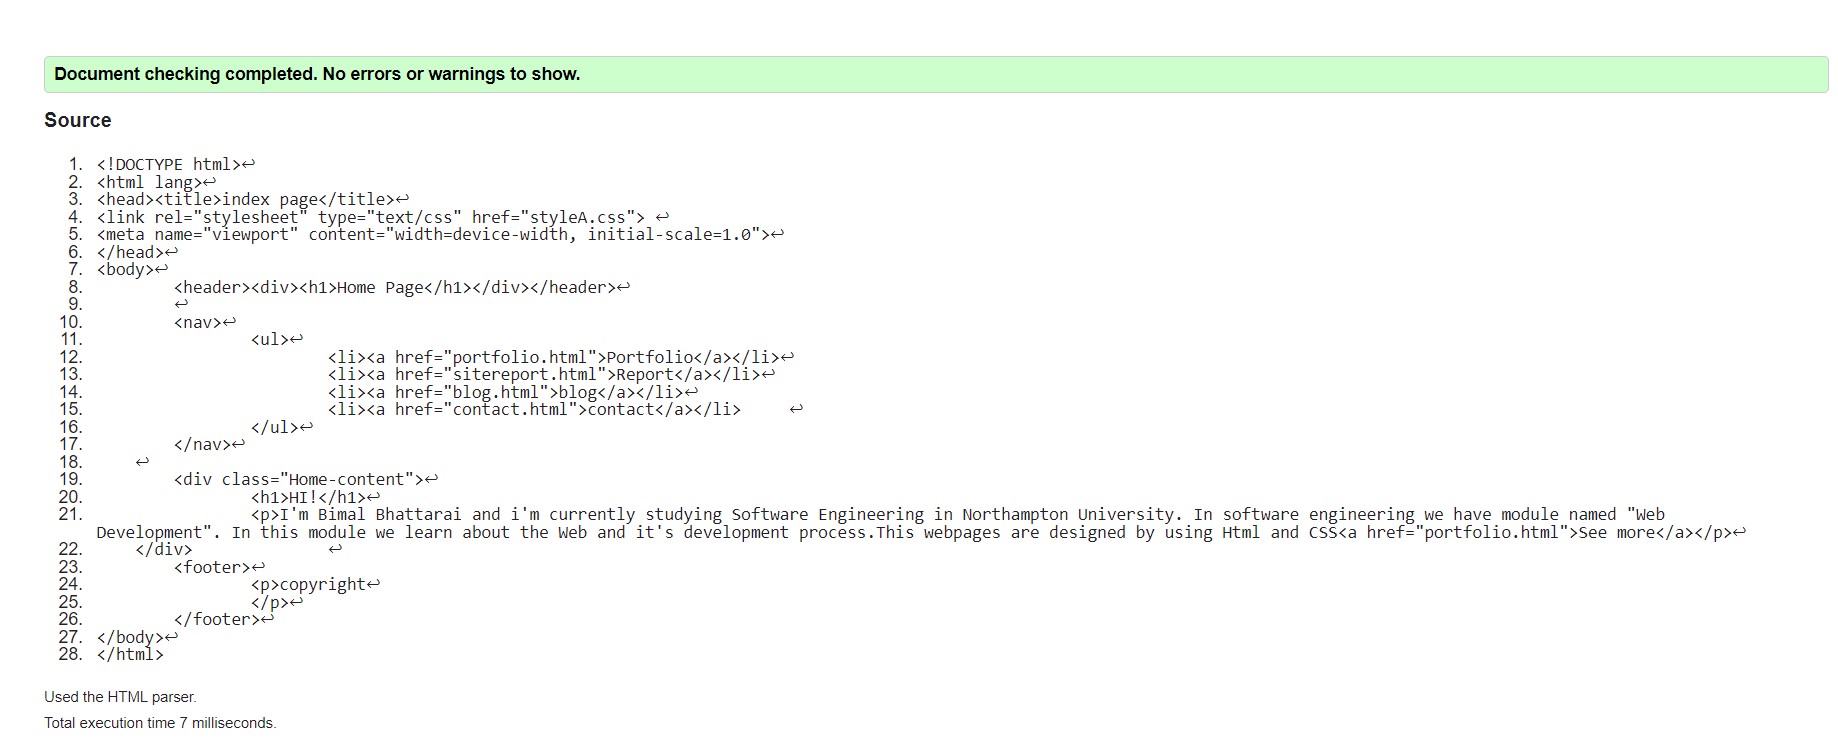 Document checking completed. No errors or warnings to show.
Source
1. <!DOCTYPE html>↩
2. <html lang>↩
3. <head><title>index page</title>↩
4. <link rel="stylesheet" type="text/css" href="styleA.css"> ↩
5. <meta name="viewport" content="width=device-width, initial-scale=1.0">↩
6. </head>↩
7. <body>↩
8. <header><div><h1>Home Page</h1></div></header>↩
9. ↩
10. <nav>↩
11. <ul>↩
12. <li><a href="portfolio.html">Portfolio</a></li>↩
13. <li><a href="sitereport.html">Report</a></li>↩
14. <li><a href="blog.html">blog</a></li>↩
15. <li><a href="contact.html">contact</a></li> ↩
16. </ul>↩
17. </nav>↩
18. ↩
19. <div class="Home-content">↩
20. <h1>HI!</h1>↩
21. <p>I'm Bimal Bhattarai and i'm currently studying Software Engineering in Northampton University. In software engineering we have module named "Web
Development". In this module we learn about the Web and it's development process.This webpages are designed by using Html and CSS<a href="portfolio.html">See more</a></p>↩
22. </div> ↩
23. <footer>↩
24. <p>copyright↩
25. </p>↩
26. </footer>↩
27. </body>↩
28. </html>
Used the HTML parser.
Total execution time 7 milliseconds.